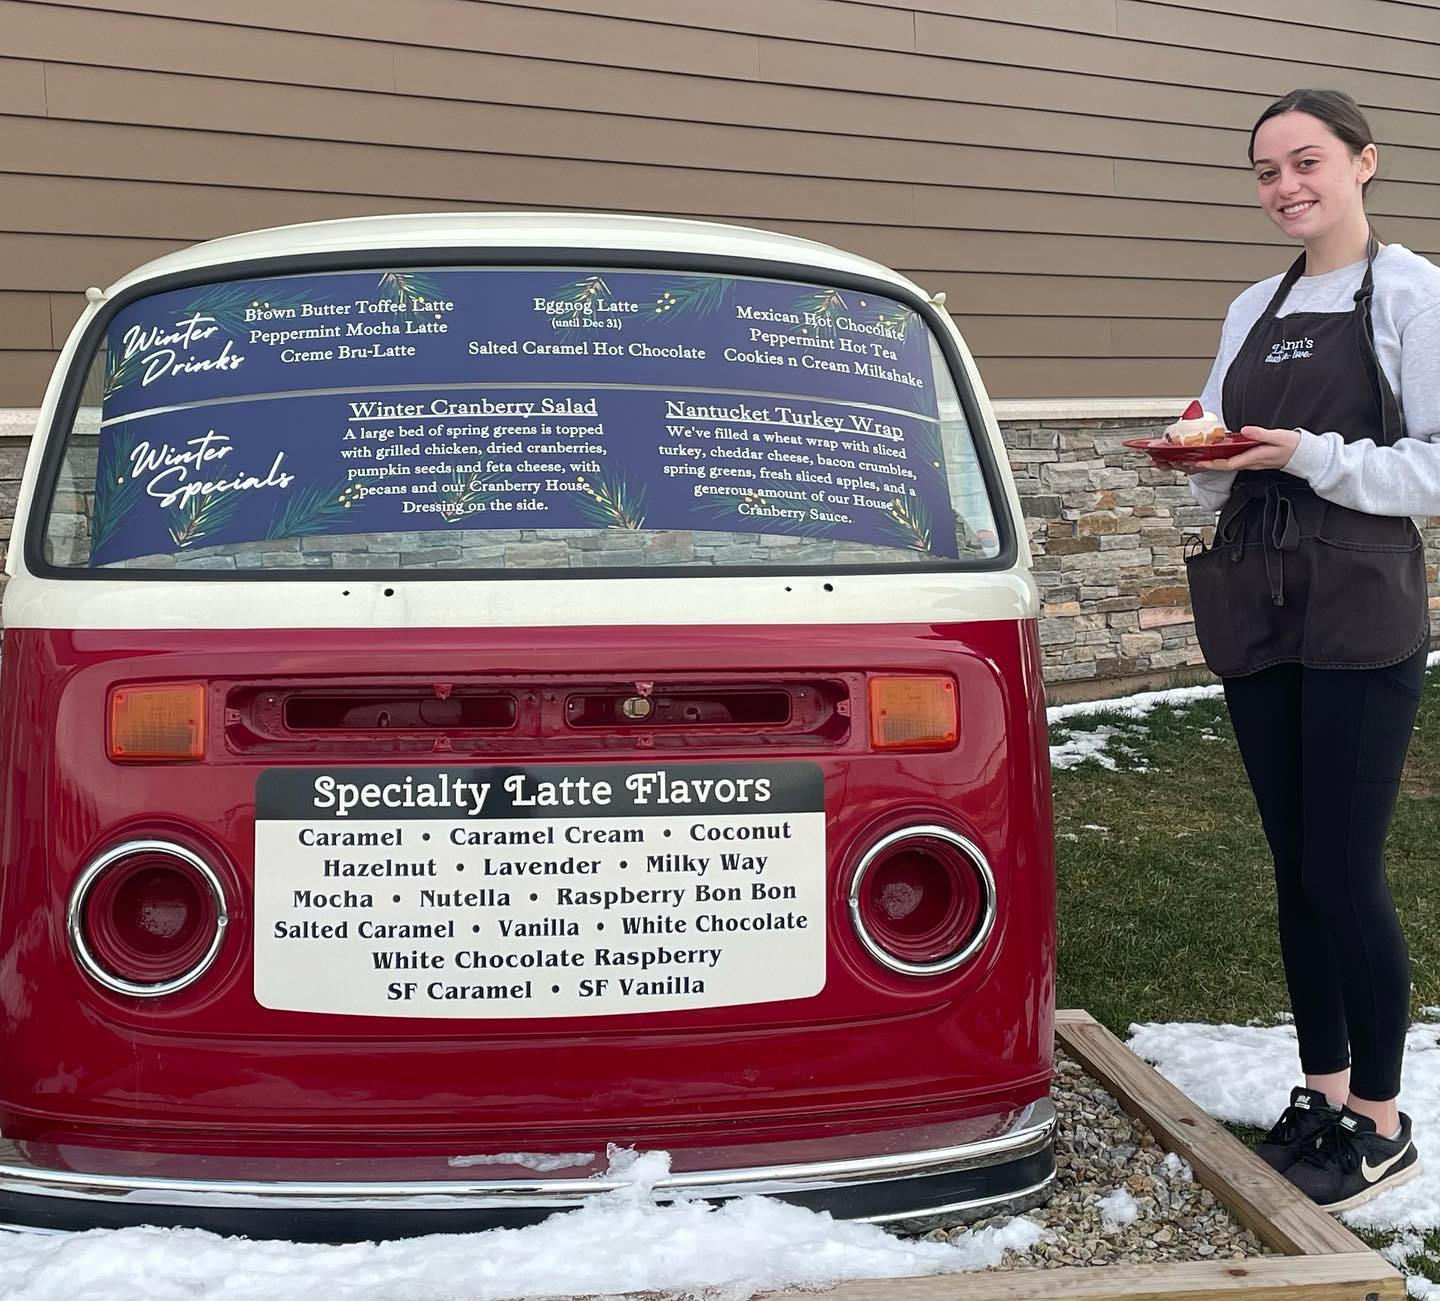 Winter
Drinks
Brown Butter Toffee Latte
Peppermint Mocha Latte
Creme Bru-Latte
Eggnog Latte
(until Dec 31)
Salted Caramel Hot Chocolate
Mexican Hot Chocolate
Peppermint Hot Tea
Cookies n Cream Milkshake
Winter
Specials
Winter Cranberry Salad
A large bed of spring greens is topped
with grilled chicken, dried cranberries,
pumpkin seeds and feta cheese, with
pecans and our Cranberry House
Dressing on the side.
Nantucket Turkey Wrap
We've filled a wheat wrap with sliced
turkey, cheddar cheese, bacon crumbles,
spring greens, fresh sliced apples, and a
generous amount of our House
Cranberry Sauce.
Specialty Latte Flavors
Caramel • Caramel Cream • Coconut
Hazelnut • Lavender • Milky Way
Mocha • Nutella • Raspberry Bon Bon
Salted Caramel • Vanilla • White Chocolate
White Chocolate Raspberry
SF Caramel • SF Vanilla
love